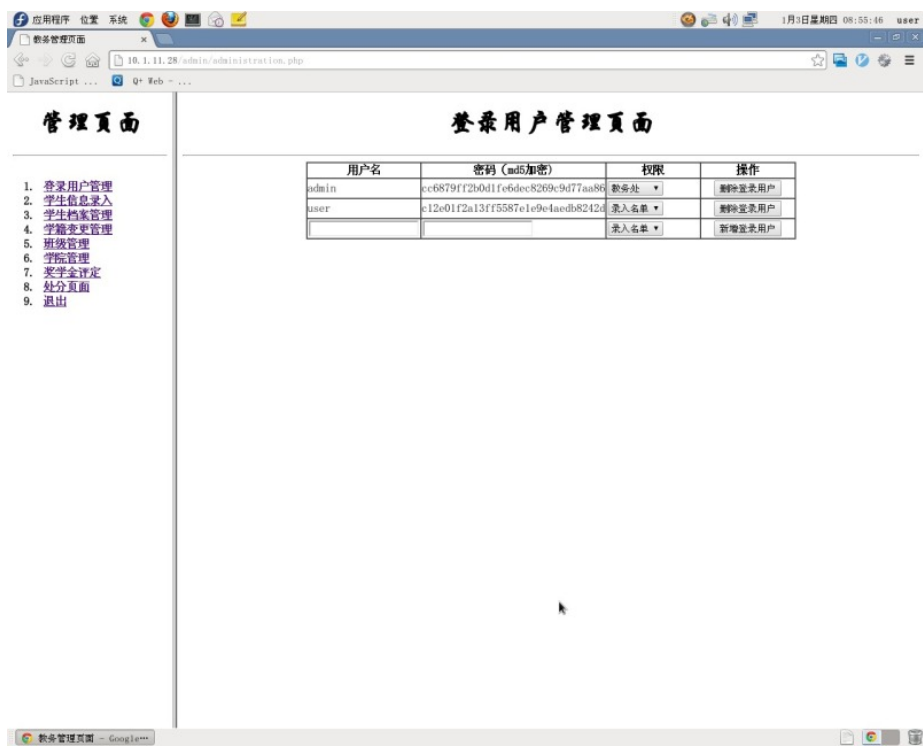 应用程序 位置 系统
1月3日星期四 08:55:46 user
教务管理页面
10.1.11.28/admin/administration.php
JavaScript ... Q+ Web - ...
管理页面
1. 登录用户管理
2. 学生信息录入
3. 学生档案管理
4. 学籍变更管理
5. 班级管理
6. 学院管理
7. 奖学金评定
8. 处分页面
9. 退出
登录用户管理页面
用户名 密码（md5加密） 权限 操作
admin cc6879ff2b0d1fe6dec8269c9d77aa86 教务处 删除登录用户
user c12e01f2a13ff5587e1e9e4aedb8242d 录入名单 删除登录用户
录入名单 新增登录用户
教务管理页面 - Google…